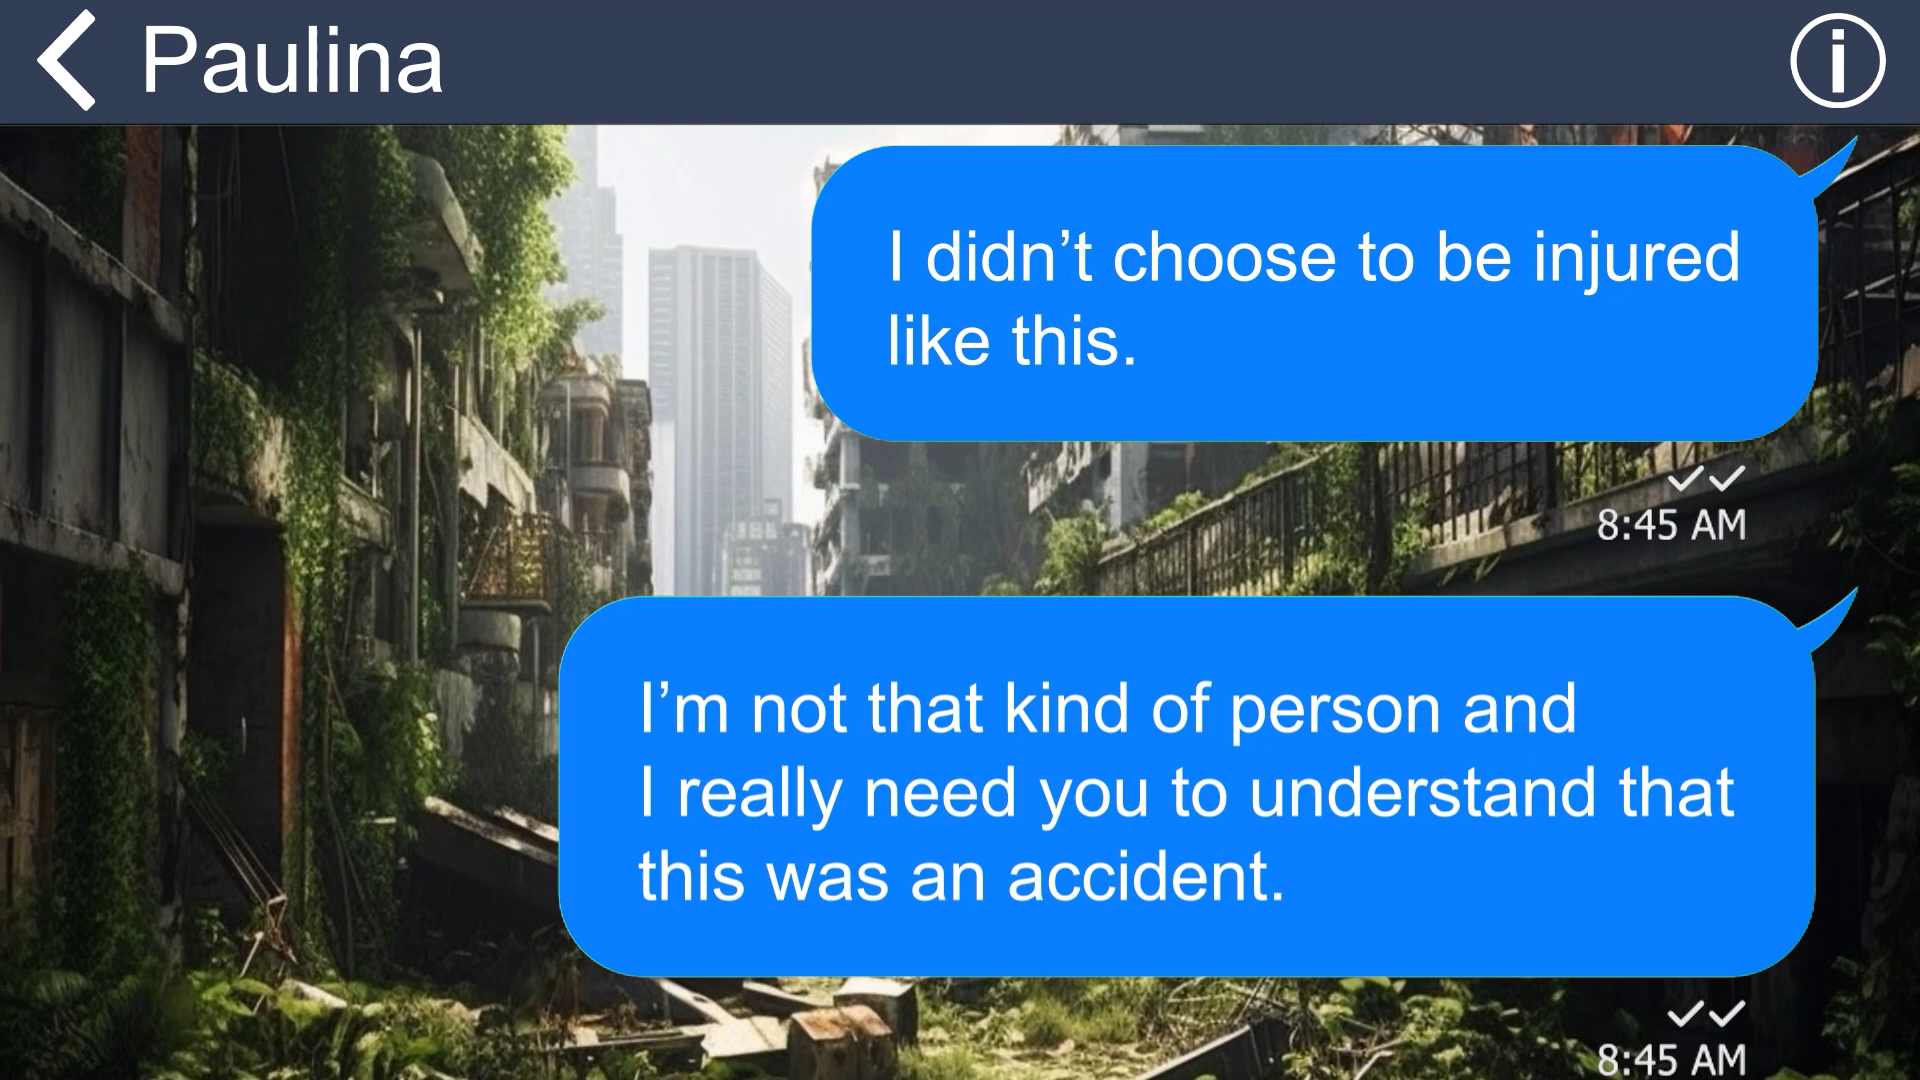 Paulina
I didn’t choose to be injured
like this.
8:45 AM
I’m not that kind of person and
I really need you to understand that
this was an accident.
8:45 AM